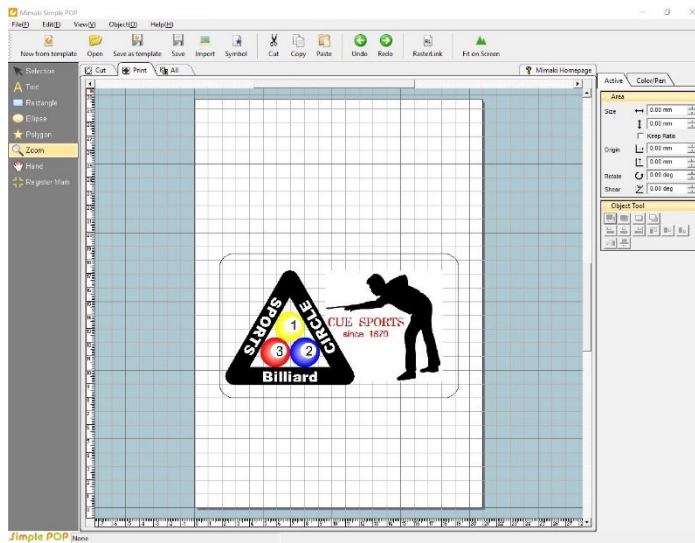 Mimaki Simple POP
File(F) Edit(E) View(V) Object(O) Help(H)
New from template Open Save as template Save Import Symbol Cut Copy Paste Undo Redo RasterLink Fit on Screen
Selection
Text
Rectangle
Ellipse
Polygon
Zoom
Hand
Register Mark
Cut Print All
Mimaki Homepage
Active Color/Pen
Area
Size 0.00 mm
0.00 mm
Keep Ratio
Origin 0.00 mm
0.00 mm
Rotate 0.00 deg
Shear 0.00 deg
Object Tool
SPORTS
CIRCLE
Billiard
1
3 2
CUE SPORTS
since 1670
Simple POP None